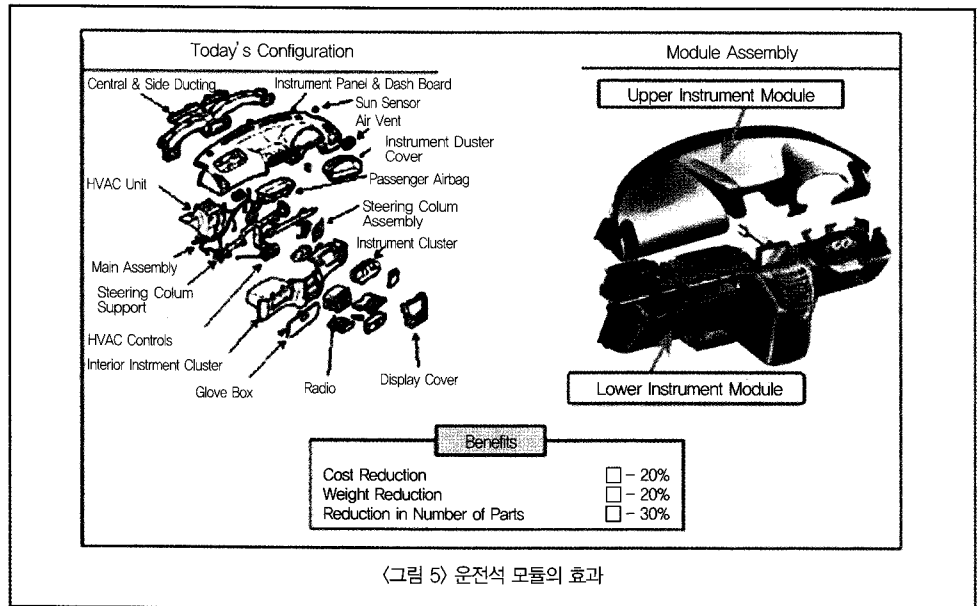 Today's Configuration
Module Assembly
Central & Side Ducting
Instrument Panel & Dash Board
Sun Sensor
Air Vent
Instrument Duster
Cover
HVAC Unit
Passenger Airbag
Steering Colum
Assembly
Instrument Cluster
Main Assembly
Steering Colum
Support
HVAC Controls
Interior Instrment Cluster
Glove Box
Radio
Display Cover
Upper Instrument Module
Lower Instrument Module
Benefits
Cost Reduction □ - 20%
Weight Reduction □ - 20%
Reduction in Number of Parts □ - 30%
〈그림 5〉 운전석 모듈의 효과